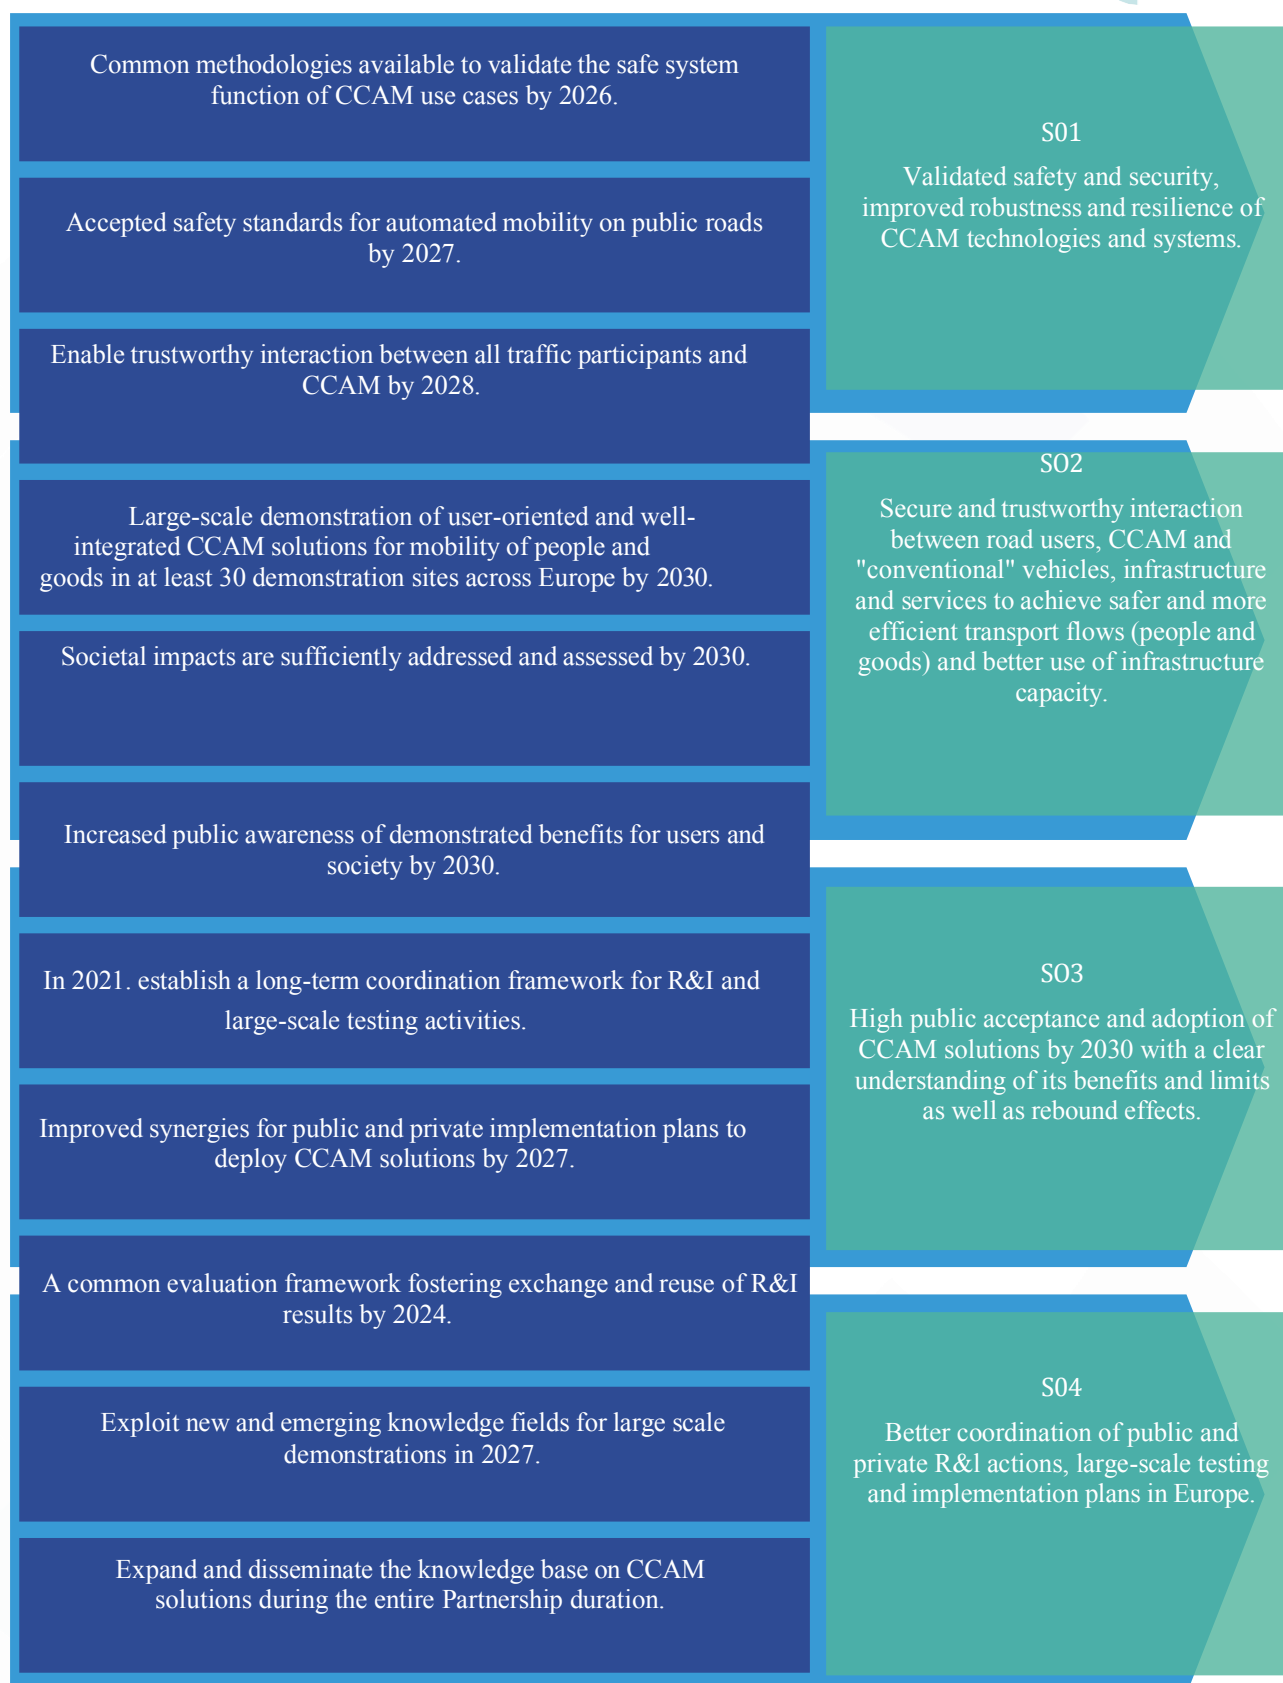 Common methodologies available to validate the safe system
function of CCAM use cases by 2026.
Accepted safety standards for automated mobility on public roads
by 2027.
Enable trustworthy interaction between all traffic participants and
CCAM by 2028.
Large-scale demonstration of user-oriented and well-
integrated CCAM solutions for mobility of people and
goods in at least 30 demonstration sites across Europe by 2030.
Societal impacts are sufficiently addressed and assessed by 2030.
Increased public awareness of demonstrated benefits for users and
society by 2030.
In 2021. establish a long-term coordination framework for R&I and
large-scale testing activities.
Improved synergies for public and private implementation plans to
deploy CCAM solutions by 2027.
A common evaluation framework fostering exchange and reuse of R&I
results by 2024.
Exploit new and emerging knowledge fields for large scale
demonstrations in 2027.
Expand and disseminate the knowledge base on CCAM
solutions during the entire Partnership duration.
S01
Validated safety and security,
improved robustness and resilience of
CCAM technologies and systems.
SO2
Secure and trustworthy interaction
between road users, CCAM and
"conventional" vehicles, infrastructure
and services to achieve safer and more
efficient transport flows (people and
goods) and better use of infrastructure
capacity.
SO3
High public acceptance and adoption of
CCAM solutions by 2030 with a clear
understanding of its benefits and limits
as well as rebound effects.
S04
Better coordination of public and
private R&l actions, large-scale testing
and implementation plans in Europe.